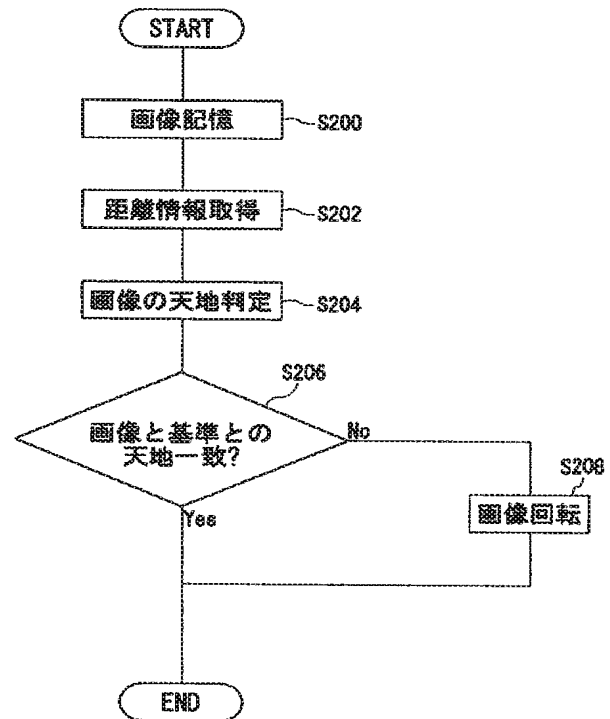 START
画像記憶
S200
距離情報取得
S202
画像の天地判定
S204
S206
画像と基準との
天地一致?
No
S208
画像回転
Yes
END